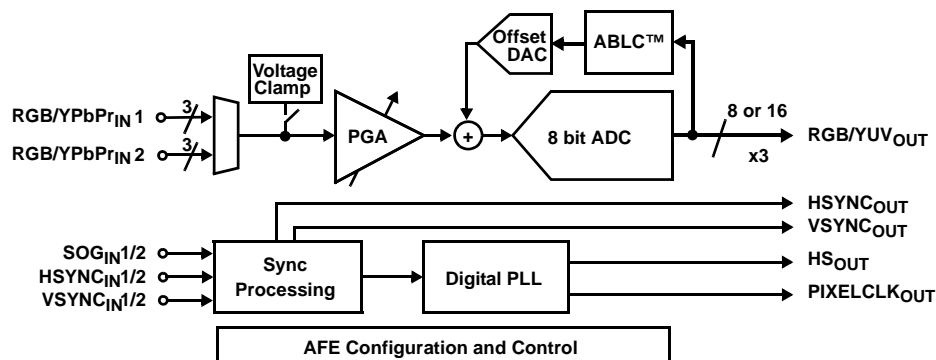 Offset
DAC
ABLC™
Voltage
Clamp
RGB/YPbPrIN 1
3
PGA
+
8 bit ADC
8 or 16
x3
RGB/YUVOUT
RGB/YPbPrIN 2
3
HSYNCOUT
VSYNCOUT
SOGIN1/2
HSYNCIN1/2
VSYNCIN1/2
Sync
Processing
Digital PLL
HSOUT
PIXELCLKOUT
AFE Configuration and Control